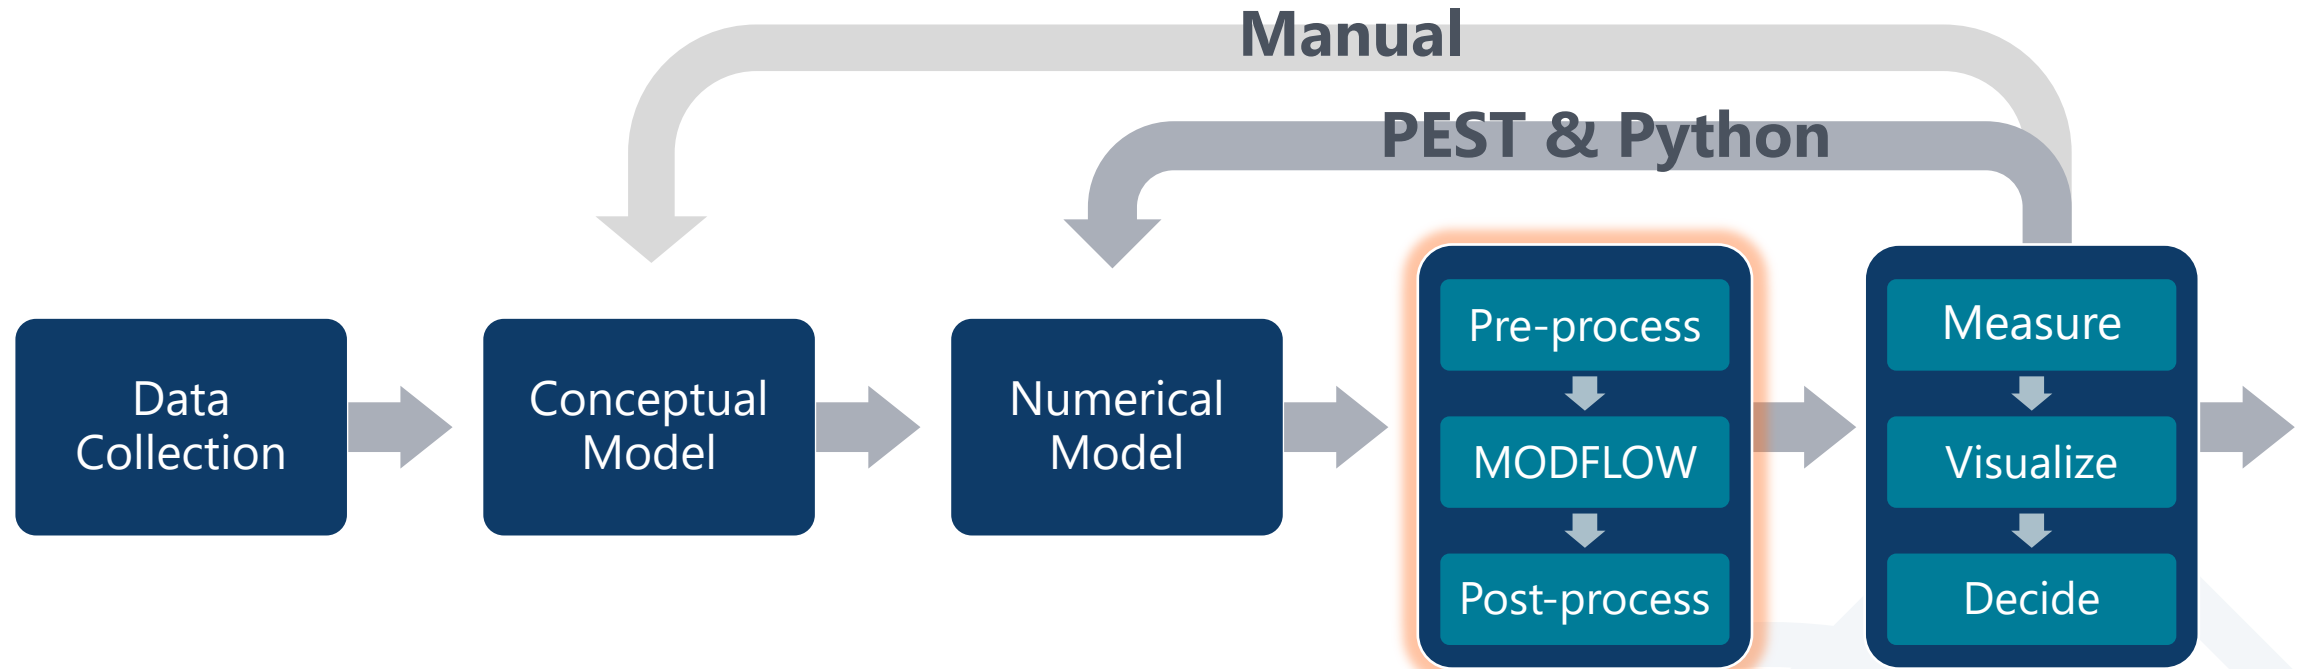 Manual
PEST & Python
Data
Collection
Conceptual
Model
Numerical
Model
Pre-process
MODFLOW
Post-process
Measure
Visualize
Decide